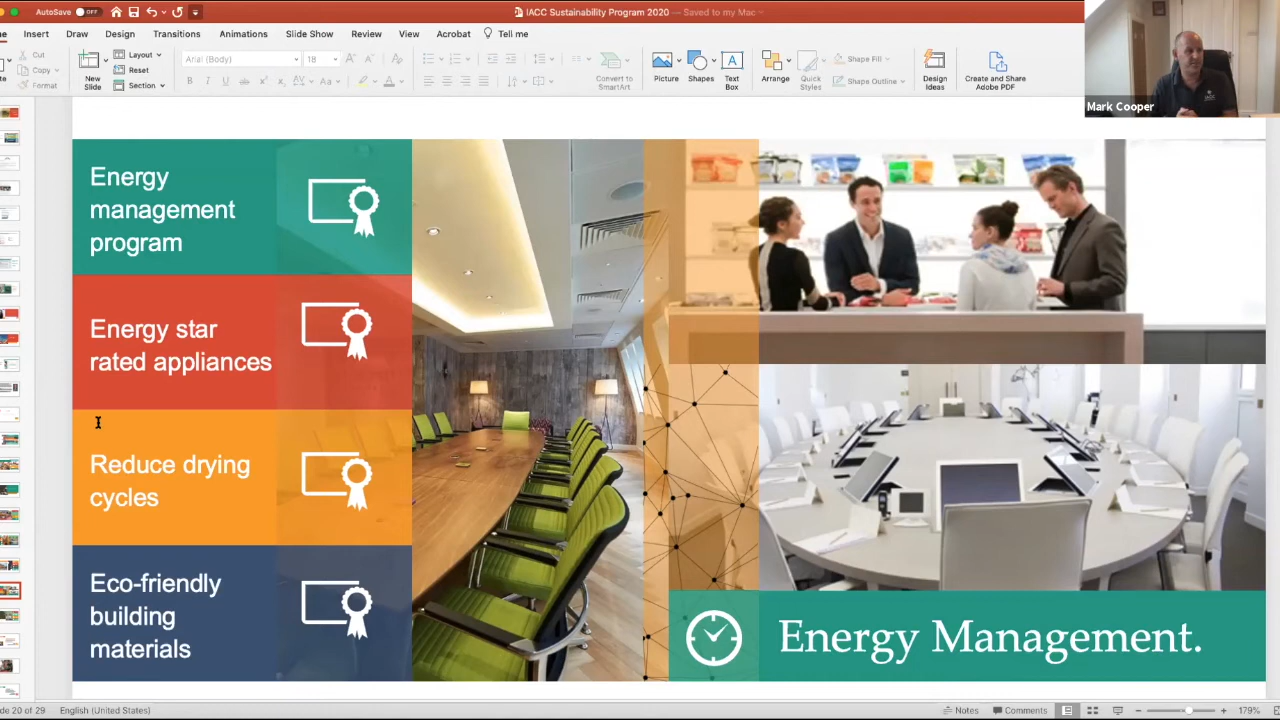 AutoSave OFF
IACC Sustainability Program 2020 — Saved to my Mac
Insert Draw Design Transitions Animations Slide Show Review View Acrobat Tell me
Cut
Copy
Format
New
Slide
Layout
Reset
Section
Arial (Body) 18
Convert to
SmartArt
Picture
Shapes
Text
Box
Arrange
Quick
Styles
Shape Fill
Shape Outline
Design
Ideas
Create and Share
Adobe PDF
Mark Cooper
Energy
management
program
Energy star
rated appliances
Reduce drying
cycles
Eco-friendly
building
materials
Energy Management.
de 20 of 29 English (United States) Notes Comments 179%